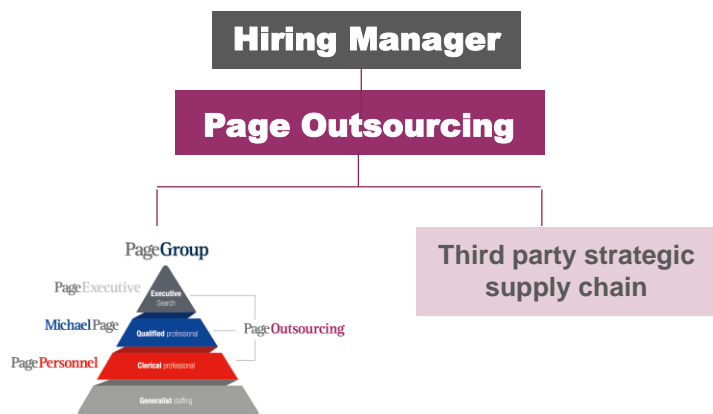 Hiring Manager
Page Outsourcing
PageGroup
PageExecutive
Executive
Search
MichaelPage
Qualified professional
PageOutsourcing
PagePersonnel
Clerical professional
Generalist staffing
Third party strategic
supply chain